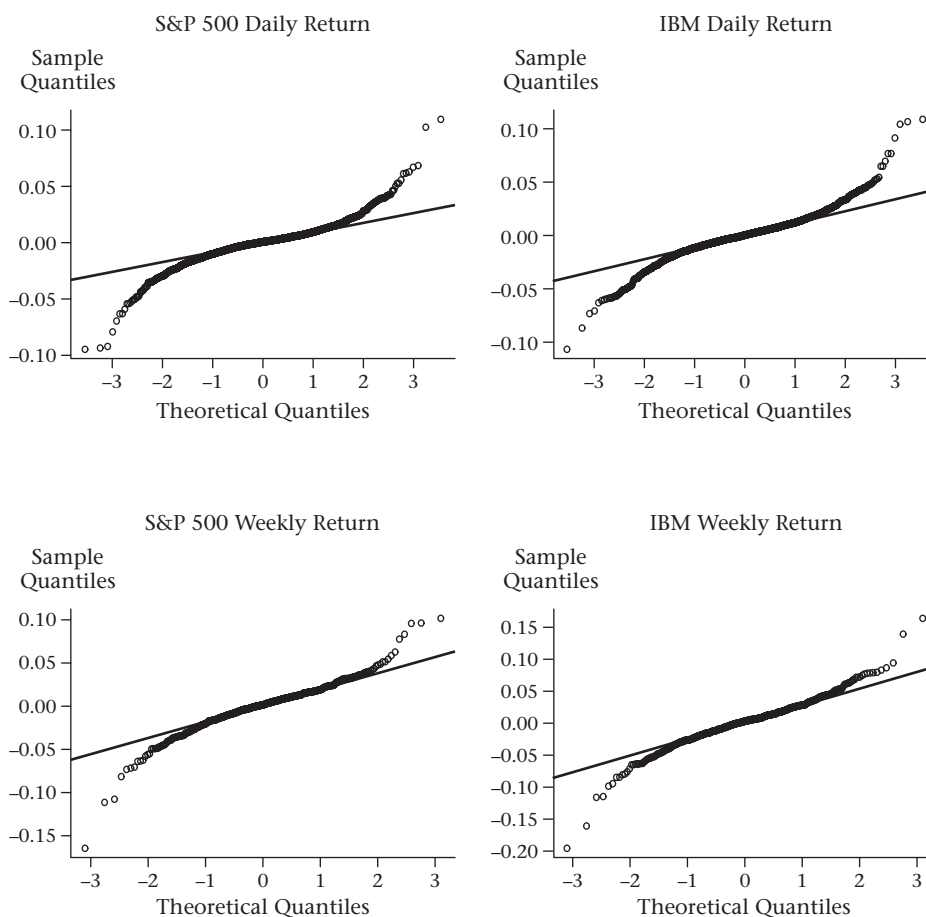 S&P 500 Daily Return
Sample
Quantiles
0.10
0.05
0.00
–0.05
–0.10
–3 –2 –1 0 1 2 3
Theoretical Quantiles
IBM Daily Return
Sample
Quantiles
0.10
0.05
0.00
–0.05
–0.10
–3 –2 –1 0 1 2 3
Theoretical Quantiles
S&P 500 Weekly Return
Sample
Quantiles
0.10
0.05
0.00
–0.05
–0.10
–0.15
–3 –2 –1 0 1 2 3
Theoretical Quantiles
IBM Weekly Return
Sample
Quantiles
0.15
0.10
0.05
0.00
–0.05
–0.10
–0.15
–0.20
–3 –2 –1 0 1 2 3
Theoretical Quantiles